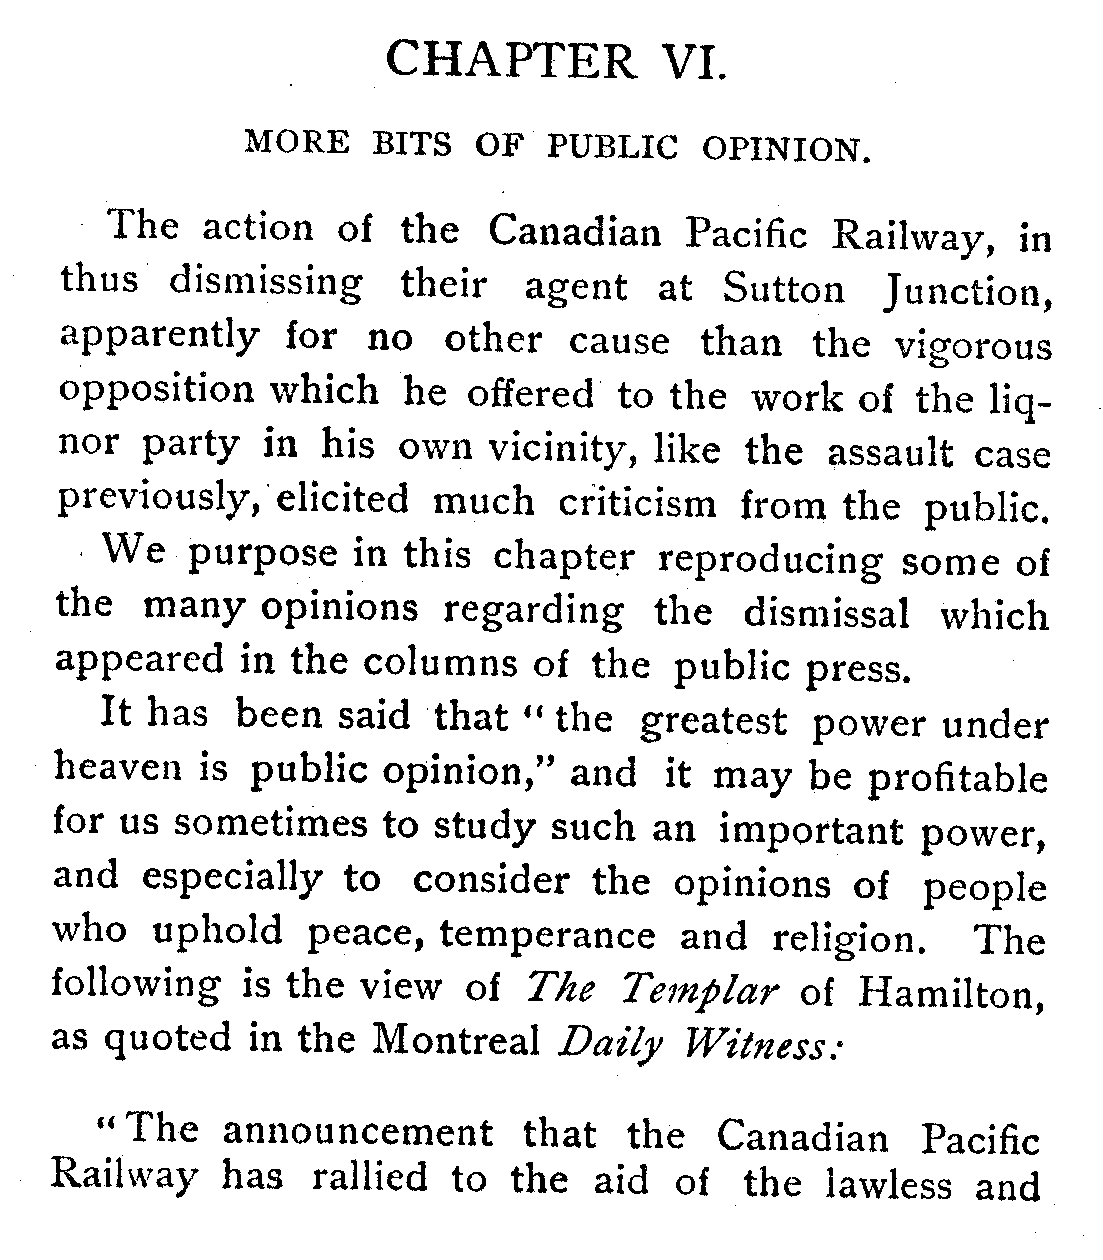 CHAPTER VI.
MORE BITS OF PUBLIC OPINION.
The action of the Canadian Pacific Railway, in
thus dismissing their agent at Sutton Junction,
apparently for no other cause than the vigorous
opposition which he offered to the work of the liq-
nor party in his own vicinity, like the assault case
previously, elicited much criticism from the public.
We purpose in this chapter reproducing some of
the many opinions regarding the dismissal which
appeared in the columns of the public press.
It has been said that “the greatest power under
heaven is public opinion,” and it may be profitable
for us sometimes to study such an important power,
and especially to consider the opinions of people
who uphold peace, temperance and religion. The
following is the view of The Templar of Hamilton,
as quoted in the Montreal Daily Witness:
“The announcement that the Canadian Pacific
Railway has rallied to the aid of the lawless and